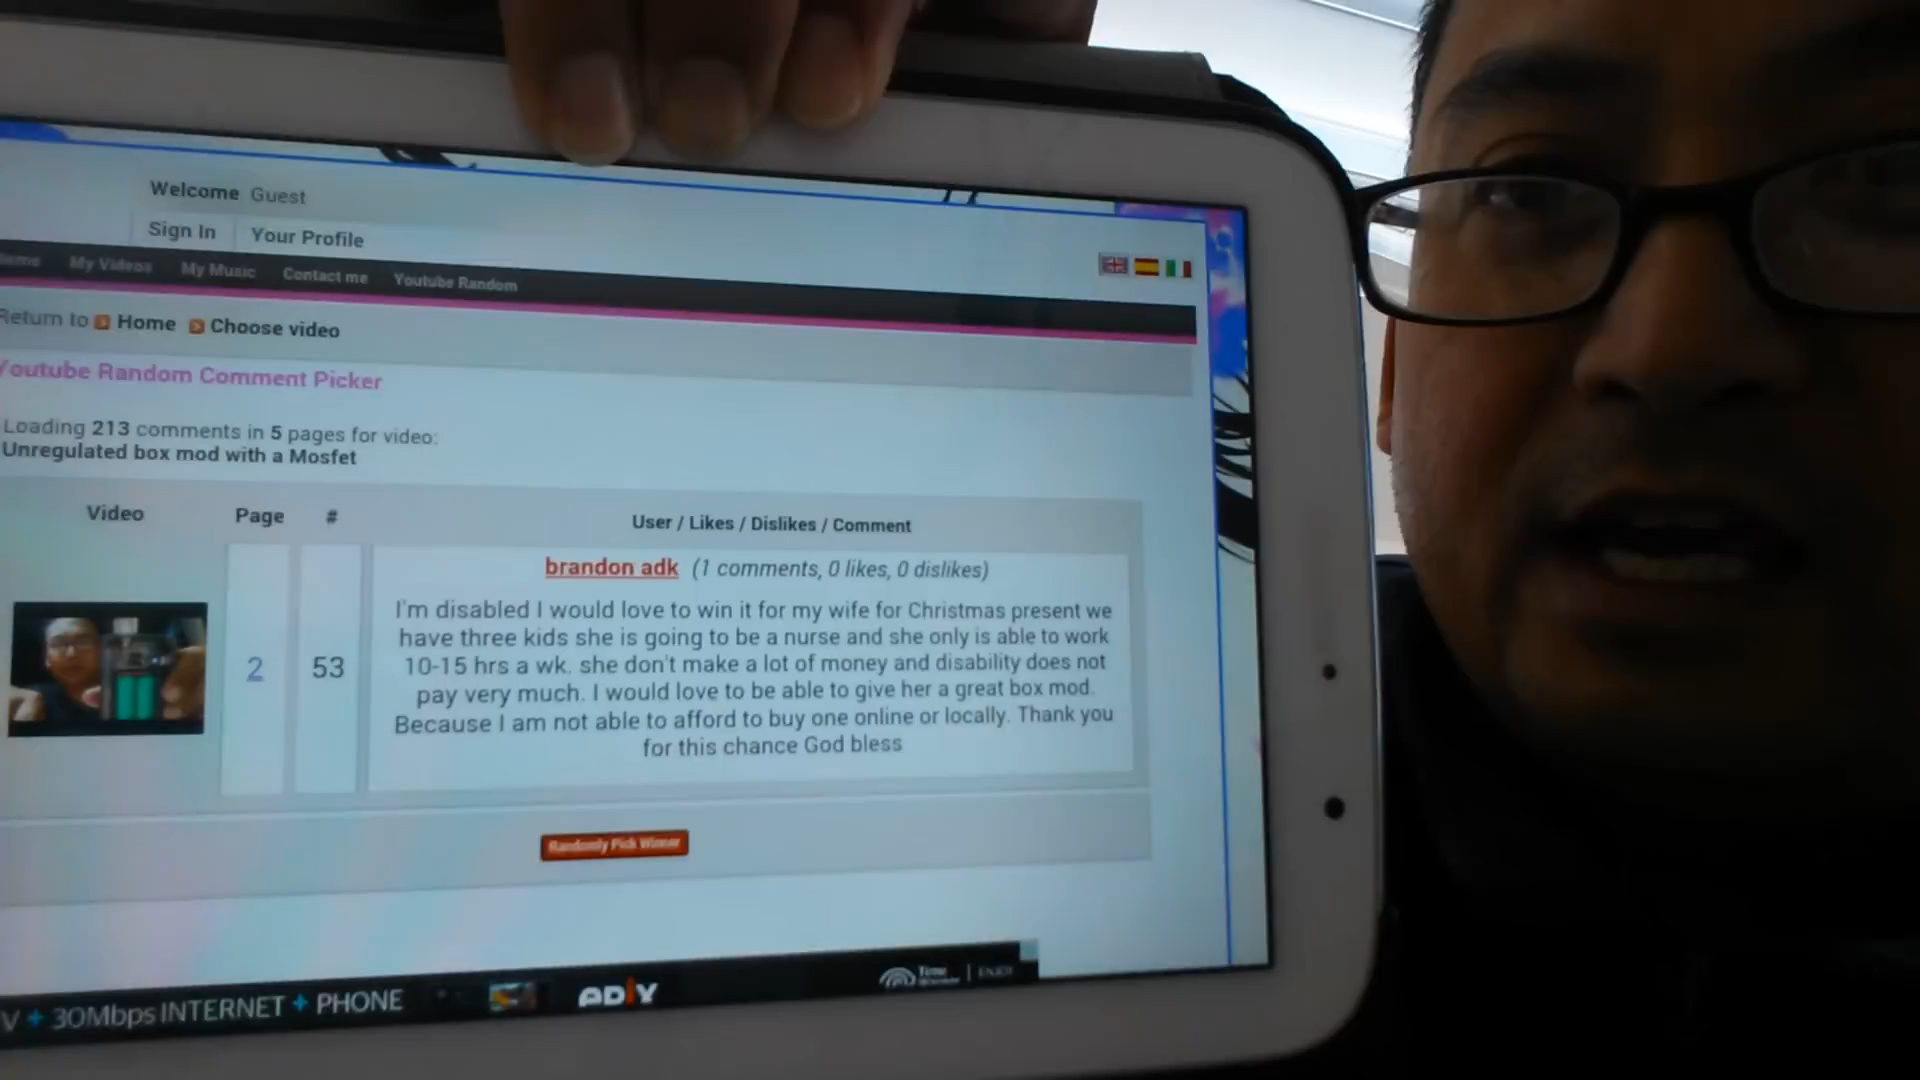 Welcome Guest
Sign In Your Profile
Home My Videos My Music Contact me Youtube Random
Return to Home Choose video
Youtube Random Comment Picker
Loading 213 comments in 5 pages for video:
Unregulated box mod with a Mosfet
Video Page # User / Likes / Dislikes / Comment
brandon adk (1 comments, 0 likes, 0 dislikes)
I'm disabled I would love to win it for my wife for Christmas present we
have three kids she is going to be a nurse and she only is able to work
2 53 10-15 hrs a wk. she don't make a lot of money and disability does not
pay very much. I would love to be able to give her a great box mod.
Because I am not able to afford to buy one online or locally. Thank you
for this chance God bless
Randomly Pick Winner
V + 30Mbps INTERNET + PHONE
Time
ENJOY